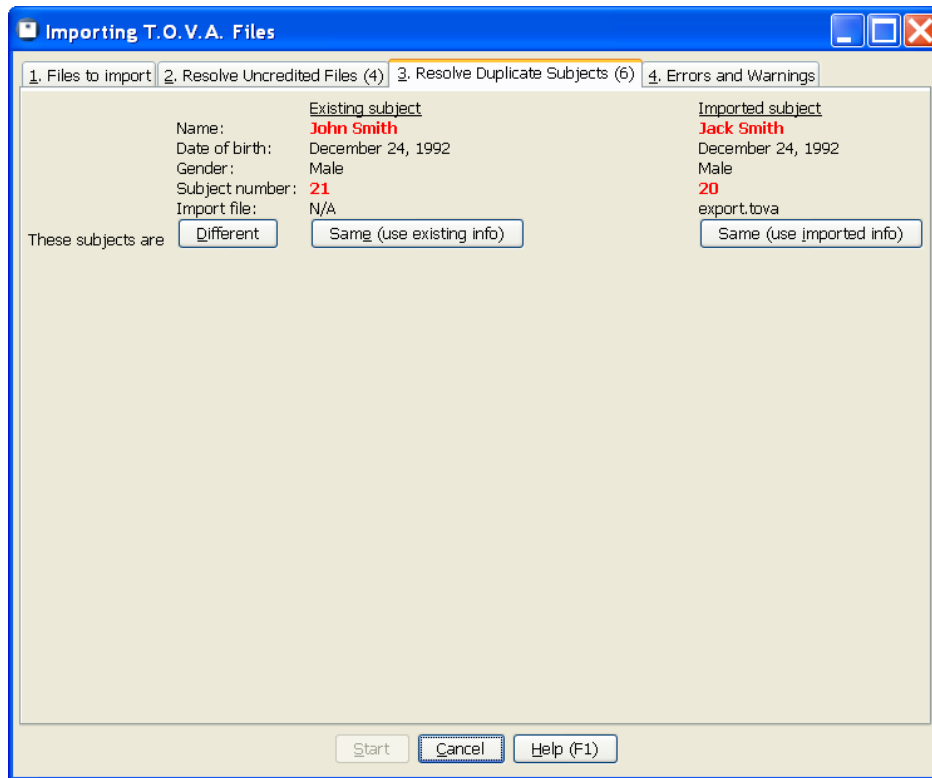 Importing T.O.V.A. Files
1. Files to import 2. Resolve Uncredited Files (4) 3. Resolve Duplicate Subjects (6) 4. Errors and Warnings
Existing subject Imported subject
Name: John Smith Jack Smith
Date of birth: December 24, 1992 December 24, 1992
Gender: Male Male
Subject number: 21 20
Import file: N/A export.tova
These subjects are Different Same (use existing info) Same (use imported info)
Start Cancel Help (F1)